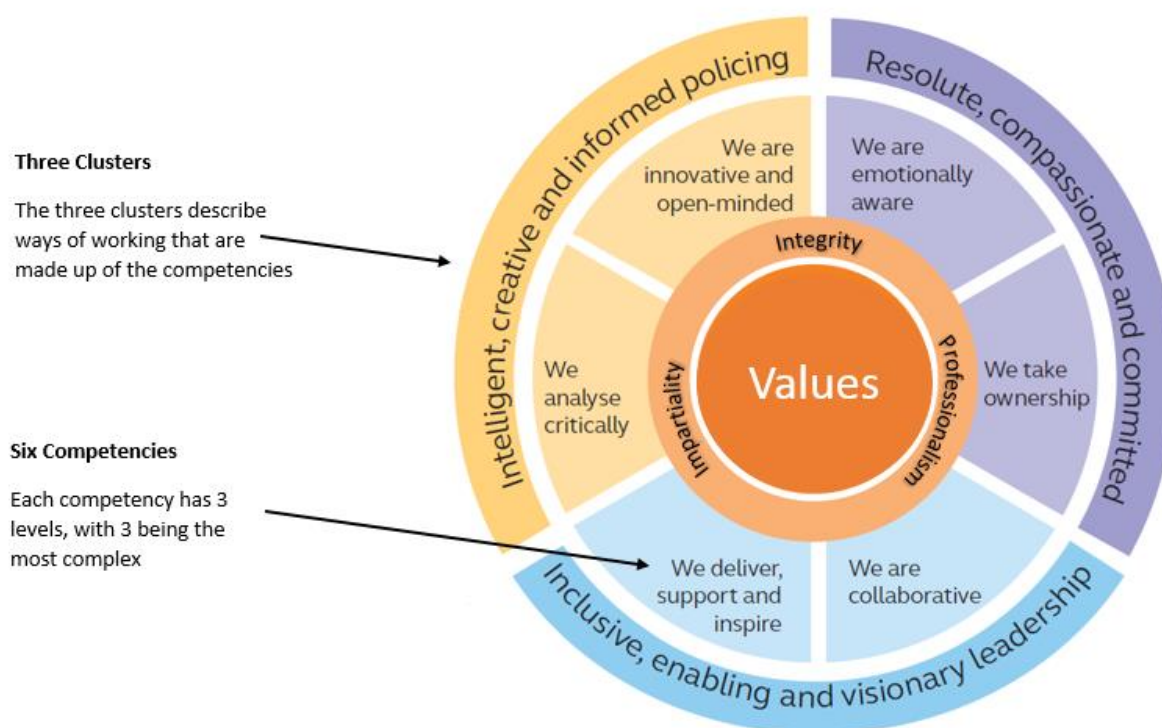 Three Clusters
The three clusters describe
ways of working that are
made up of the competencies
Six Competencies
Each competency has 3
levels, with 3 being the
most complex
Intelligent, creative and informed policing
Resolute, compassionate and committed
Inclusive, enabling and visionary leadership
We are
innovative and
open-minded
We are
emotionally
aware
We
analyse
critically
We take
ownership
We deliver,
support and
inspire
We are
collaborative
Integrity
Impartiality
Professionalism
Values